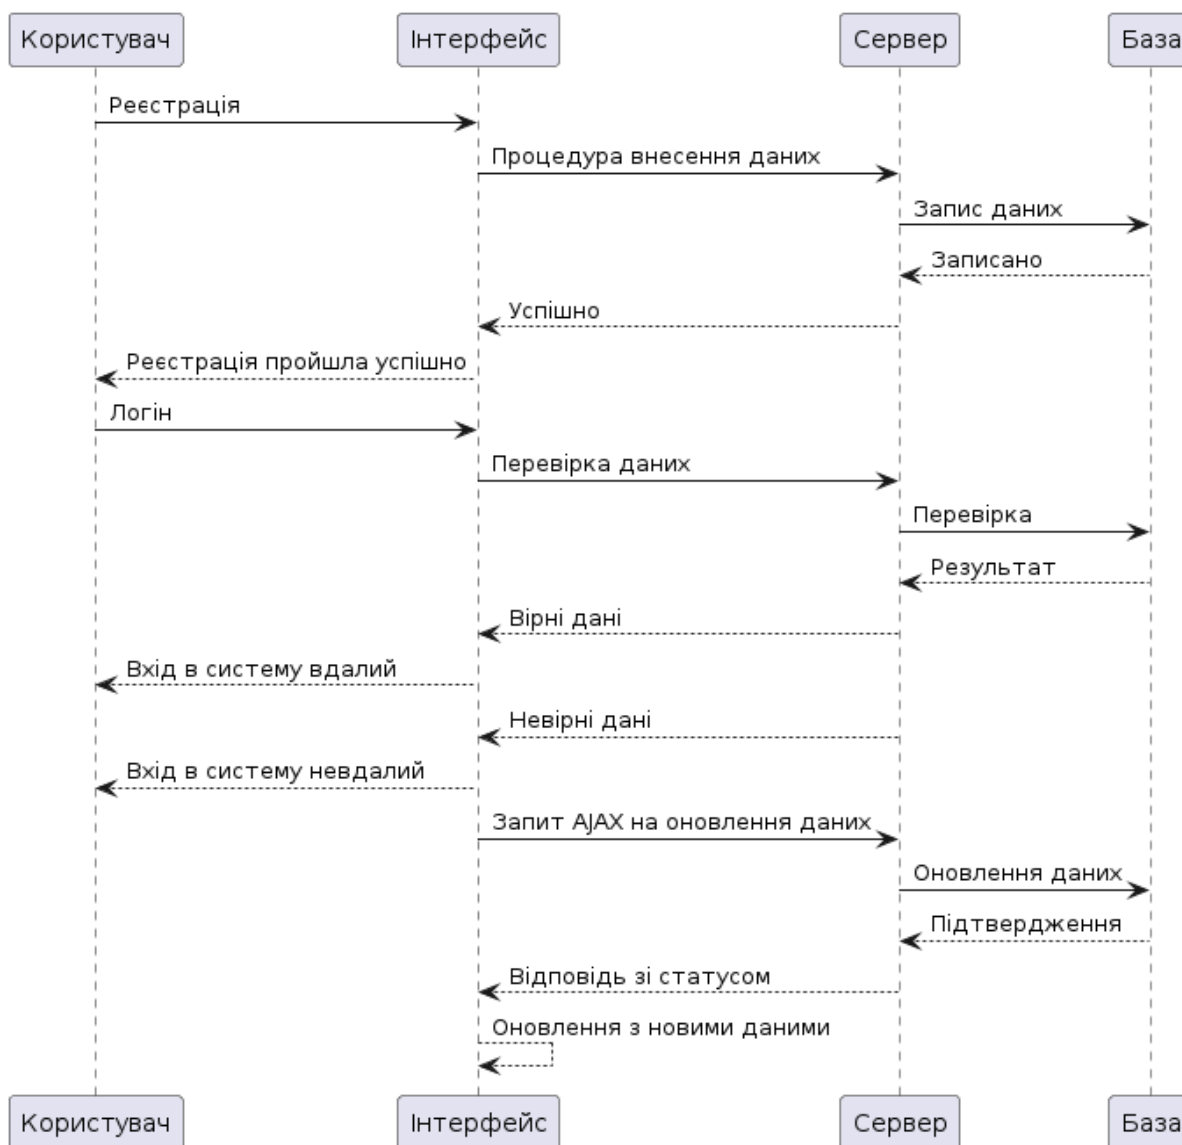 Користувач Інтерфейс Сервер База
Реєстрація
Процедура внесення даних
Запис даних
Записано
Успішно
Реєстрація пройшла успішно
Логін
Перевірка даних
Перевірка
Результат
Вірні дані
Вхід в систему вдалий
Невірні дані
Вхід в систему невдалий
Запит AJAX на оновлення даних
Оновлення даних
Підтвердження
Відповідь зі статусом
Оновлення з новими даними
Користувач Інтерфейс Сервер База